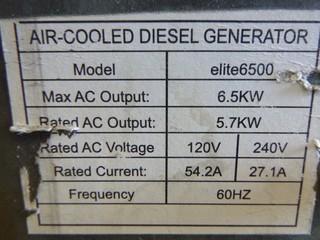 AIR-COOLED DIESEL GENERATOR
Model elite6500
Max AC Output: 6.5KW
Rated AC Output: 5.7KW
Rated AC Voltage 120V 240V
Rated Current: 54.2A 27.1A
Frequency 60HZ